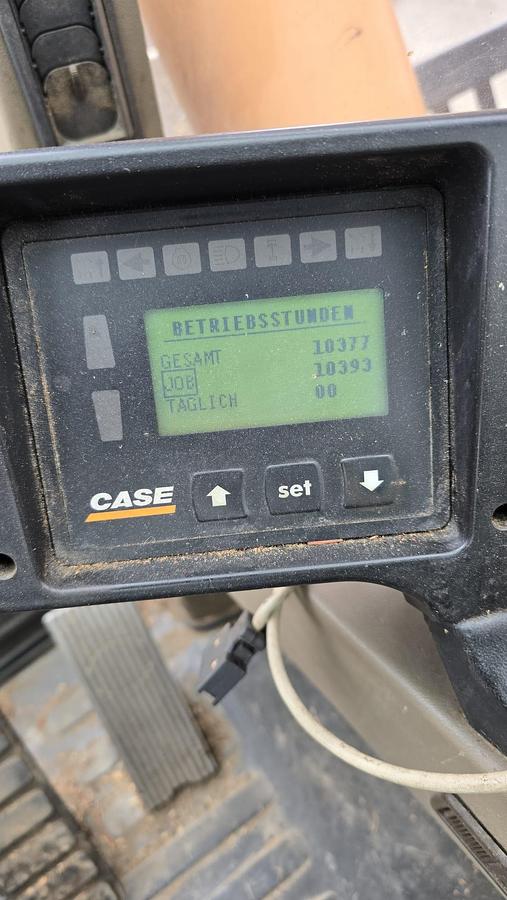 BETRIEBSSTUNDEN
GESAMT 10377
JOB 10393
TÄGLICH 00
CASE
set